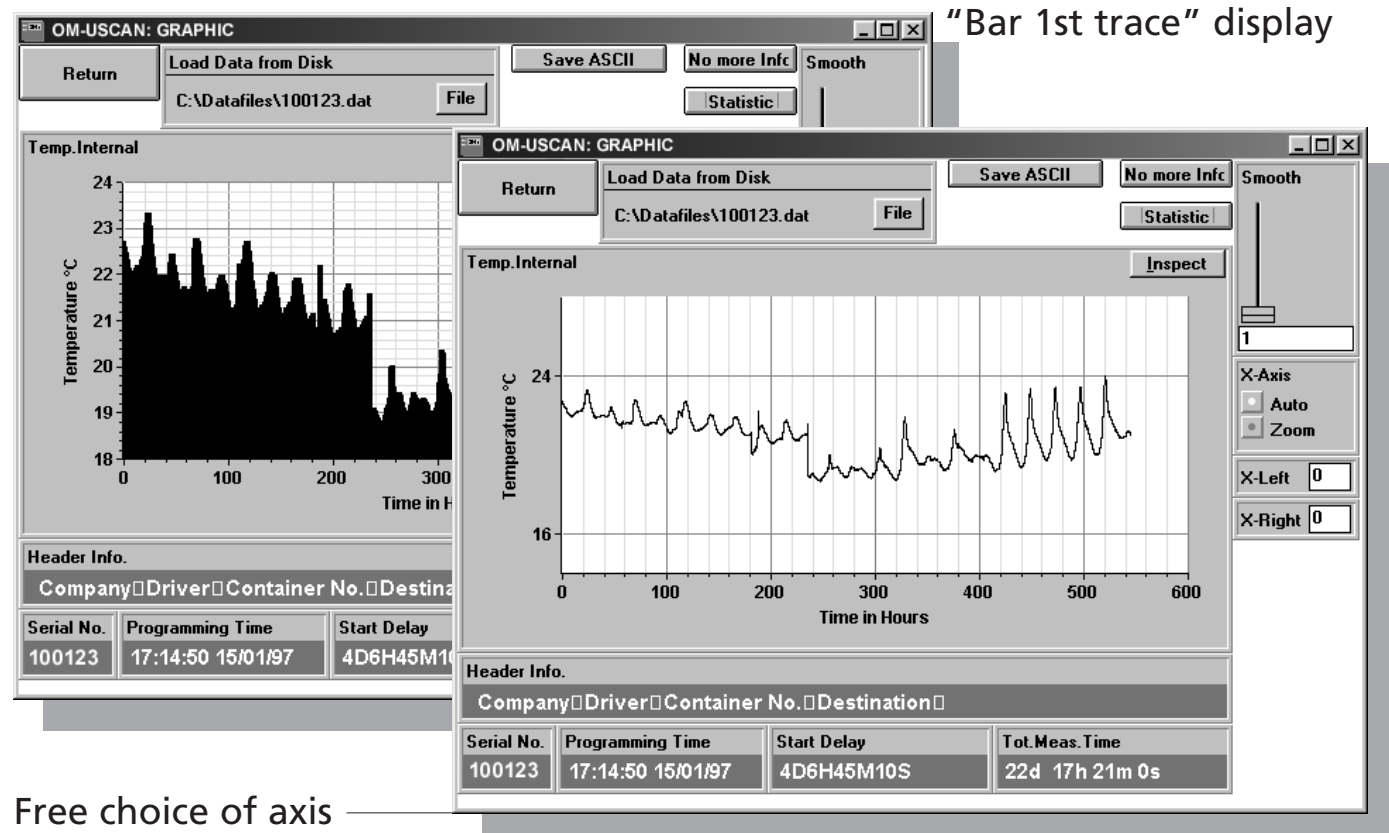 “Bar 1st trace” display
OM-USCAN: GRAPHIC
Return
Load Data from Disk
C:\Datafiles\100123.dat
File
Save ASCII
No more Infc
Statistic
Smooth
Temp.Internal
Temperature °C
24
23
22
21
20
19
18
0 100 200 300
Time in H
Header Info.
Company▯Driver▯Container No.▯Destina
Serial No. Programming Time Start Delay
100123 17:14:50 15/01/97 4D6H45M10
OM-USCAN: GRAPHIC
Return
Load Data from Disk
C:\Datafiles\100123.dat
File
Save ASCII
No more Infc
Statistic
Smooth
1
X-Axis
Auto
Zoom
X-Left 0
X-Right 0
Temp.Internal
Inspect
Temperature °C
24
16
0 100 200 300 400 500 600
Time in Hours
Header Info.
Company▯Driver▯Container No.▯Destination▯
Serial No. Programming Time Start Delay Tot.Meas.Time
100123 17:14:50 15/01/97 4D6H45M10S 22d 17h 21m 0s
Free choice of axis